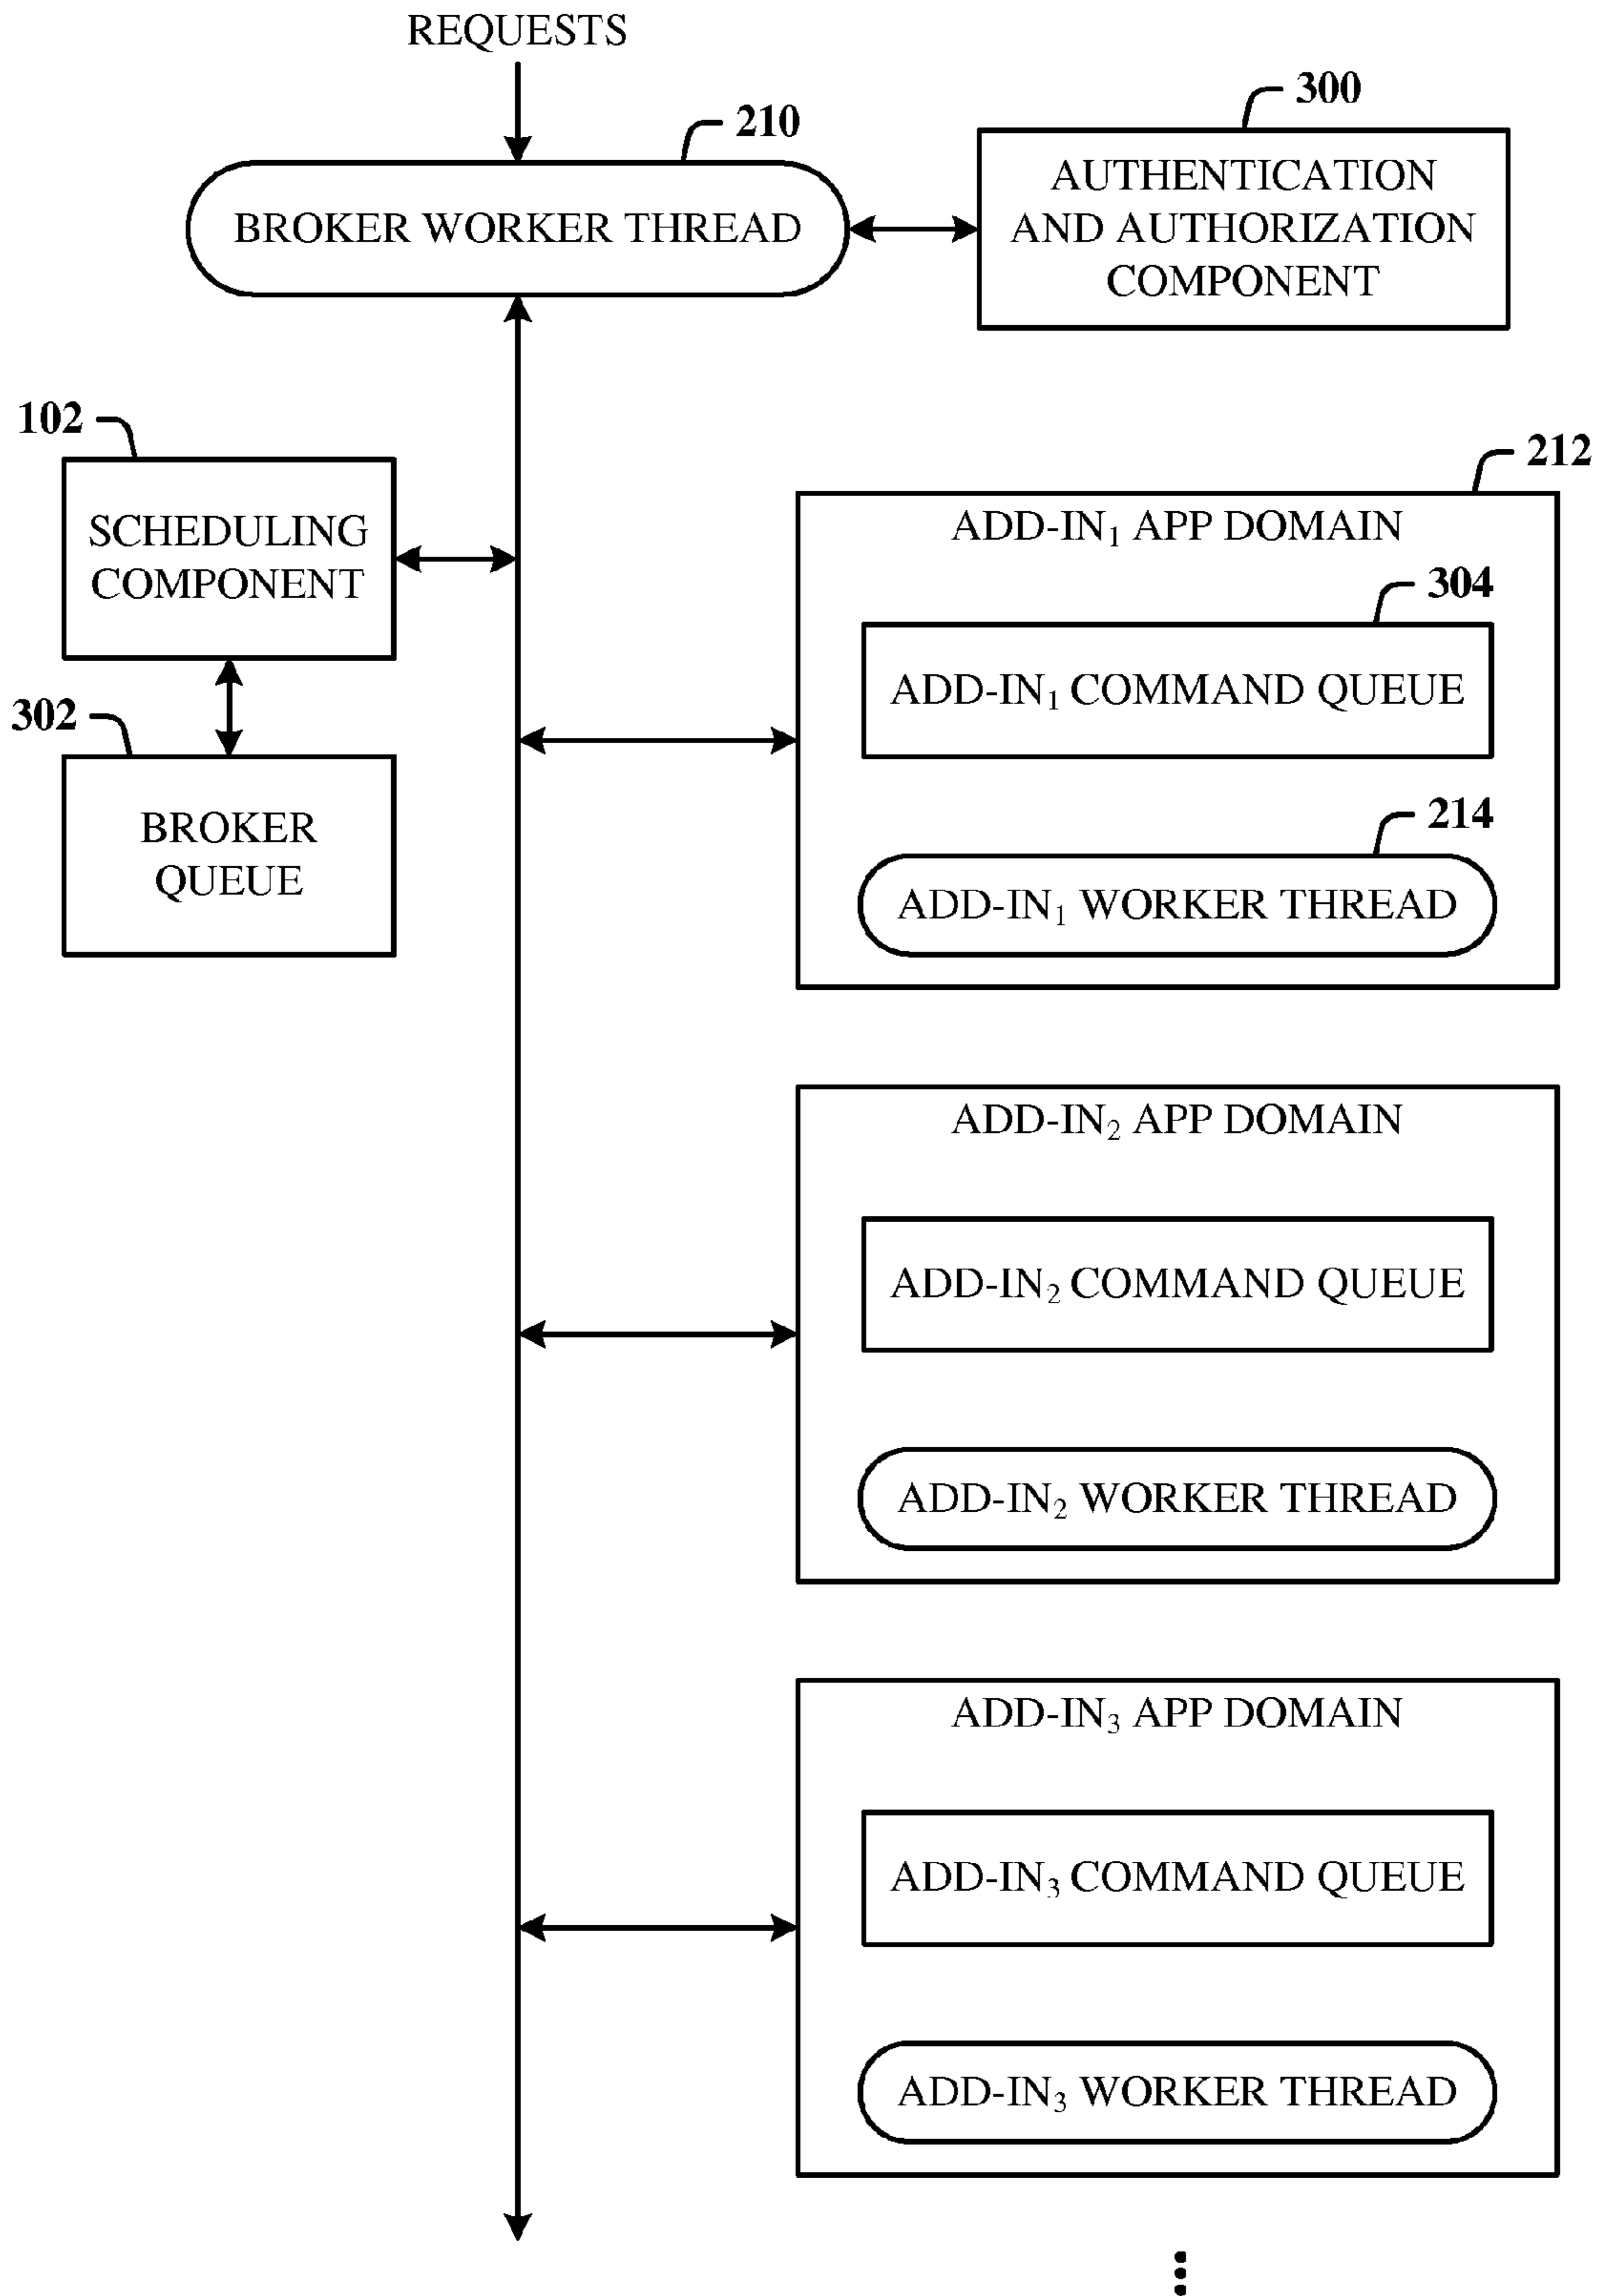 REQUESTS
210
BROKER WORKER THREAD
300
AUTHENTICATION
AND AUTHORIZATION
COMPONENT
102
SCHEDULING
COMPONENT
302
BROKER
QUEUE
212
ADD-IN₁ APP DOMAIN
304
ADD-IN₁ COMMAND QUEUE
214
ADD-IN₁ WORKER THREAD
ADD-IN₂ APP DOMAIN
ADD-IN₂ COMMAND QUEUE
ADD-IN₂ WORKER THREAD
ADD-IN₃ APP DOMAIN
ADD-IN₃ COMMAND QUEUE
ADD-IN₃ WORKER THREAD